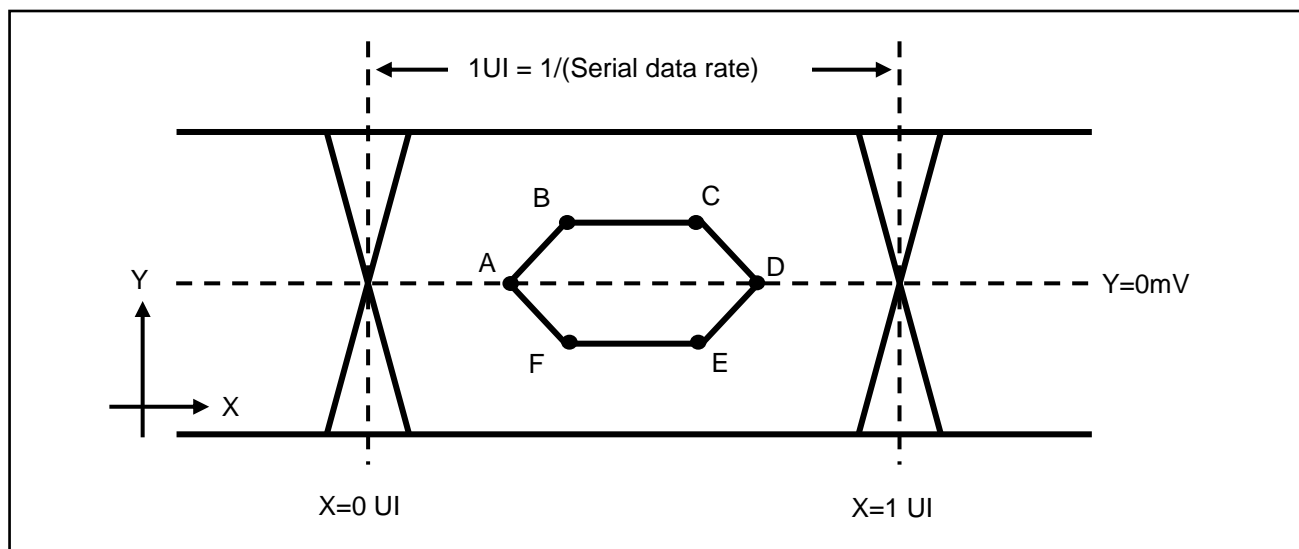 1UI = 1/(Serial data rate)
B
C
A
D
Y
Y=0mV
F
E
X
X=0 UI
X=1 UI